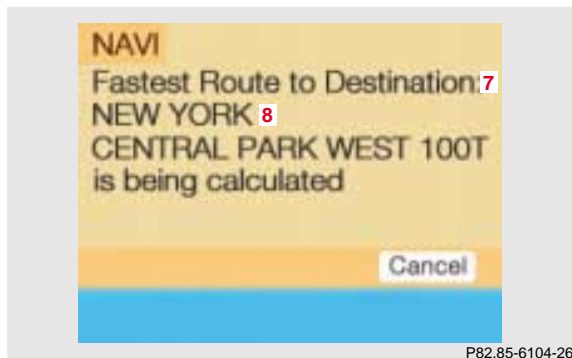 NAVI
Fastest Route to Destination: 7
NEW YORK 8
CENTRAL PARK WEST 100T
is being calculated
Cancel
P82.85-6104-26